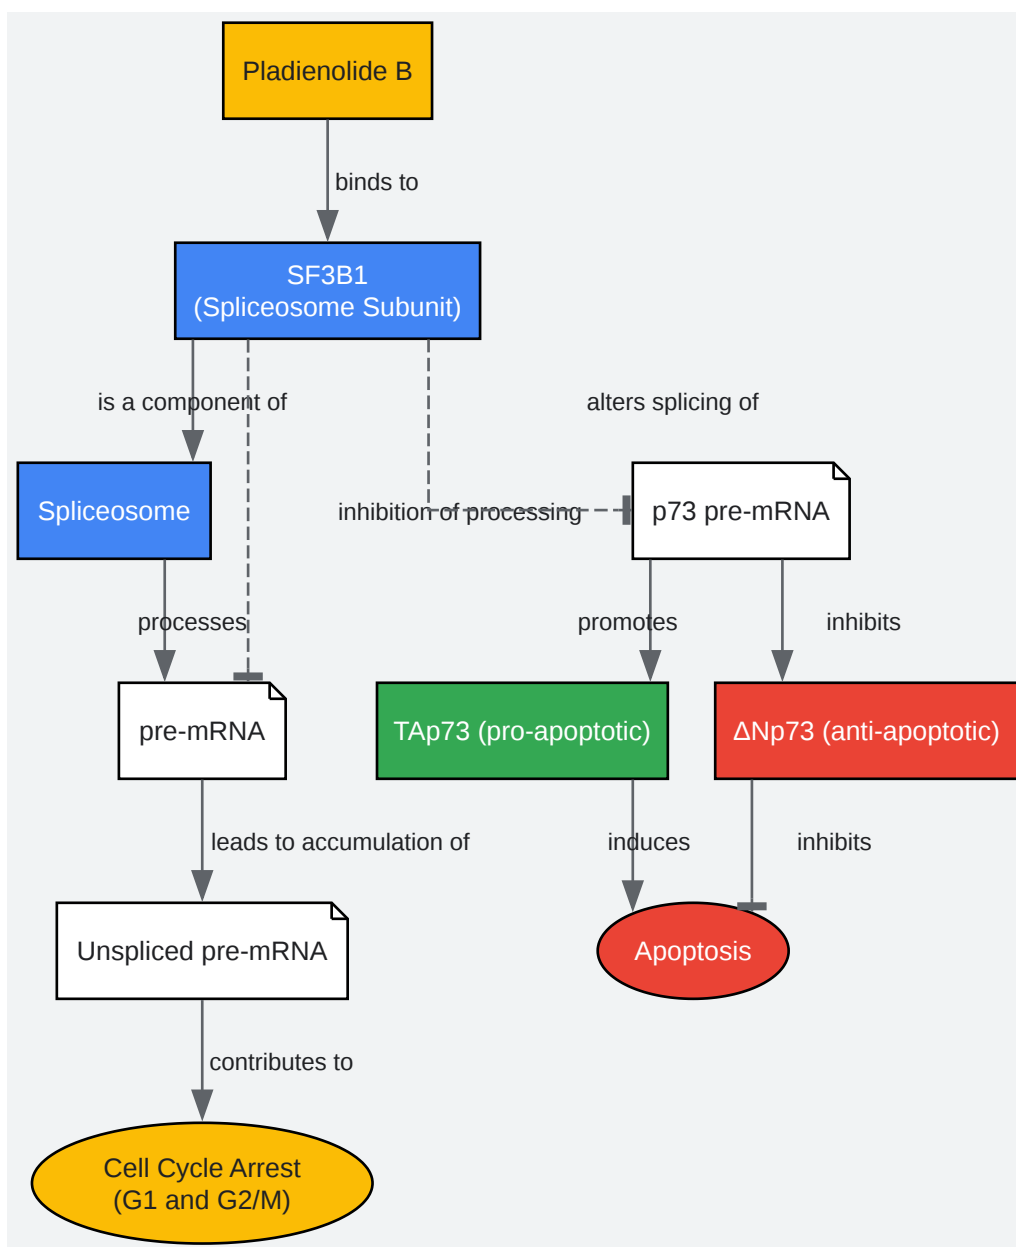 Pladienolide B
binds to
SF3B1
(Spliceosome Subunit)
is a component of
alters splicing of
Spliceosome
inhibition of processing
p73 pre-mRNA
processes
promotes
inhibits
pre-mRNA
TAp73 (pro-apoptotic)
ΔNp73 (anti-apoptotic)
leads to accumulation of
induces
inhibits
Unspliced pre-mRNA
Apoptosis
contributes to
Cell Cycle Arrest
(G1 and G2/M)